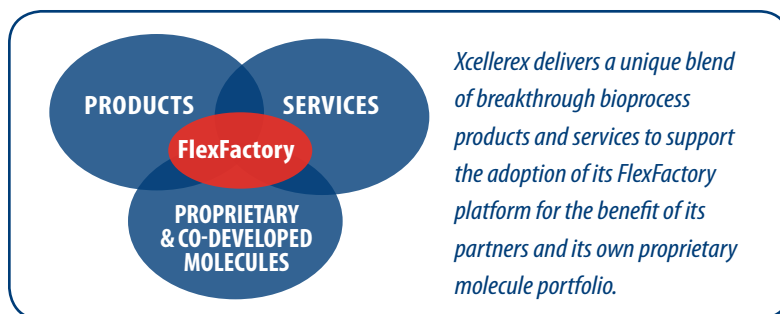 PRODUCTS
SERVICES
FlexFactory
PROPRIETARY
& CO-DEVELOPED
MOLECULES
Xcellerex delivers a unique blend
of breakthrough bioprocess
products and services to support
the adoption of its FlexFactory
platform for the benefit of its
partners and its own proprietary
molecule portfolio.